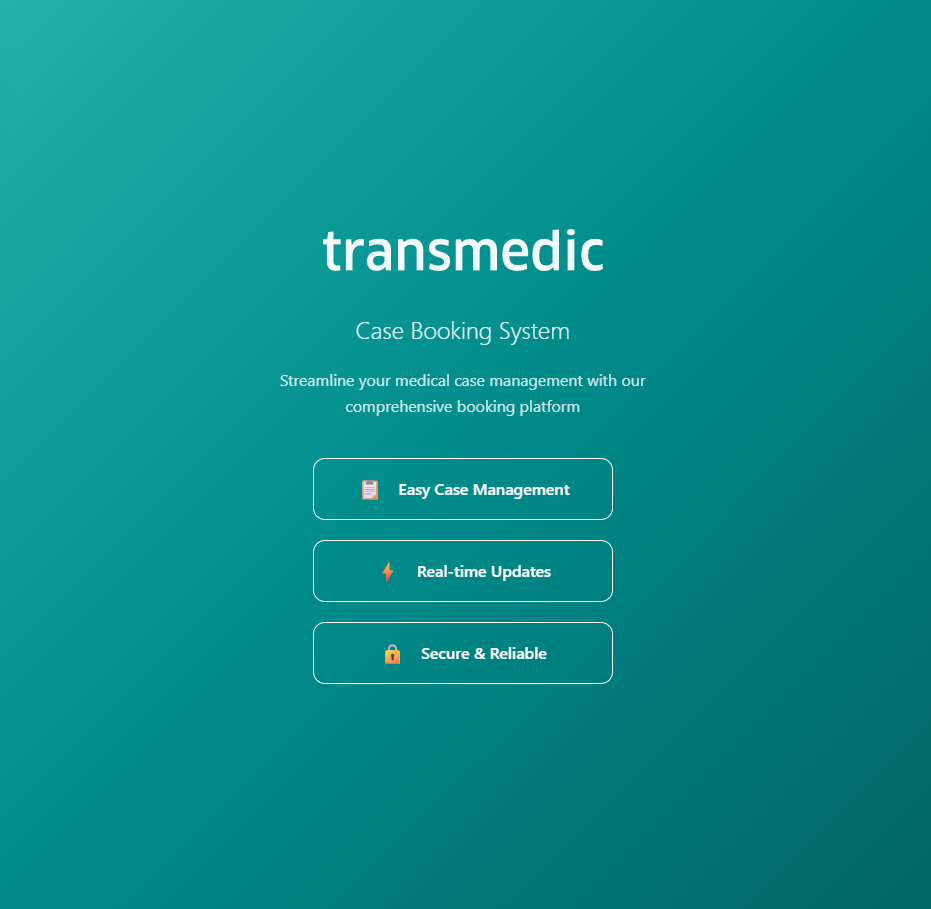 transmedic
Case Booking System
Streamline your medical case management with our
comprehensive booking platform
Easy Case Management
Real-time Updates
Secure & Reliable